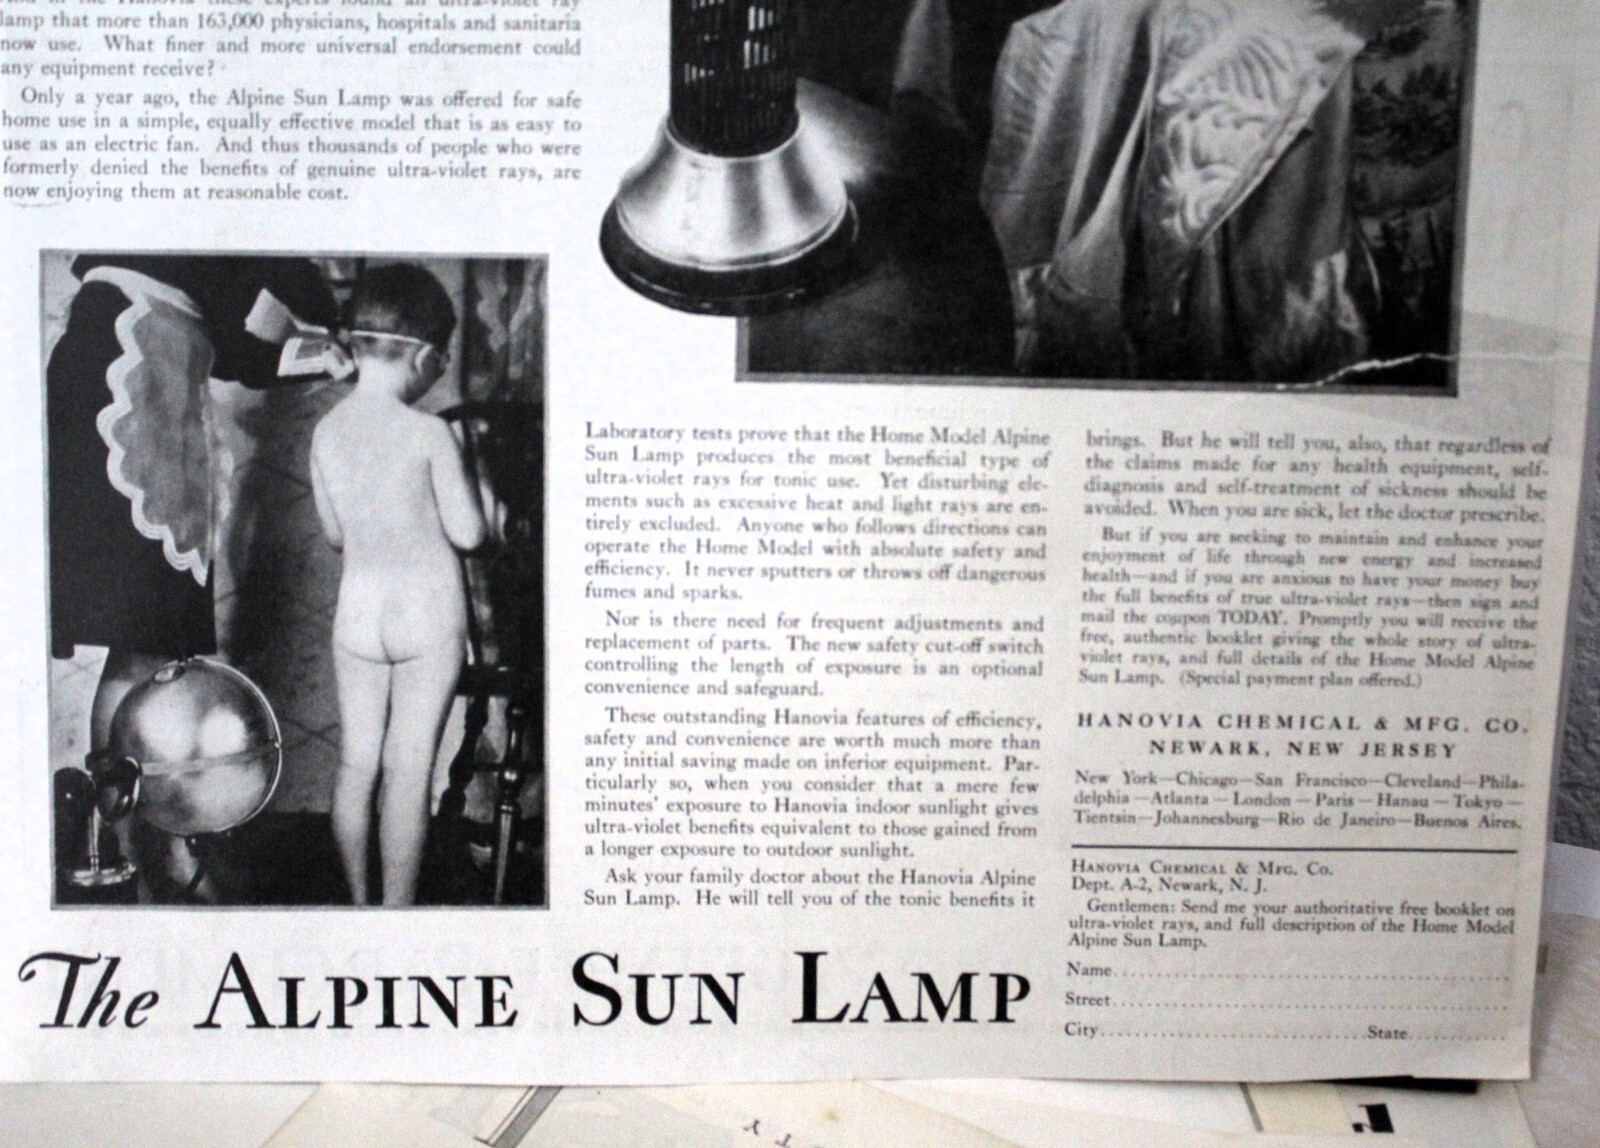 lamp that more than 163,000 physicians, hospitals and sanitaria
now use. What finer and more universal endorsement could
any equipment receive?
Only a year ago, the Alpine Sun Lamp was offered for safe
home use in a simple, equally effective model that is as easy to
use as an electric fan. And thus thousands of people who were
formerly denied the benefits of genuine ultra-violet rays, are
now enjoying them at reasonable cost.
Laboratory tests prove that the Home Model Alpine
Sun Lamp produces the most beneficial type of
ultra-violet rays for tonic use. Yet disturbing ele-
ments such as excessive heat and light rays are en-
tirely excluded. Anyone who follows directions can
operate the Home Model with absolute safety and
efficiency. It never sputters or throws off dangerous
fumes and sparks.
Nor is there need for frequent adjustments and
replacement of parts. The new safety cut-off switch
controlling the length of exposure is an optional
convenience and safeguard.
These outstanding Hanovia features of efficiency,
safety and convenience are worth much more than
any initial saving made on inferior equipment. Par-
ticularly so, when you consider that a mere few
minutes' exposure to Hanovia indoor sunlight gives
ultra-violet benefits equivalent to those gained from
a longer exposure to outdoor sunlight.
Ask your family doctor about the Hanovia Alpine
Sun Lamp. He will tell you of the tonic benefits it
brings. But he will tell you, also, that regardless of
the claims made for any health equipment, self-
diagnosis and self-treatment of sickness should be
avoided. When you are sick, let the doctor prescribe.
But if you are seeking to maintain and enhance your
enjoyment of life through new energy and increased
health—and if you are anxious to have your money buy
the full benefits of true ultra-violet rays—then sign and
mail the coupon TODAY. Promptly you will receive the
free, authentic booklet giving the whole story of ultra-
violet rays, and full details of the Home Model Alpine
Sun Lamp. (Special payment plan offered.)
HANOVIA CHEMICAL & MFG. CO.
NEWARK, NEW JERSEY
New York—Chicago—San Francisco—Cleveland—Phila-
delphia—Atlanta—London—Paris—Hanau—Tokyo—
Tientsin—Johannesburg—Rio de Janeiro—Buenos Aires.
HANOVIA CHEMICAL & MFG. CO.
Dept. A-2, Newark, N. J.
Gentlemen: Send me your authoritative free booklet on
ultra-violet rays, and full description of the Home Model
Alpine Sun Lamp.
Name
Street
City State
The ALPINE SUN LAMP